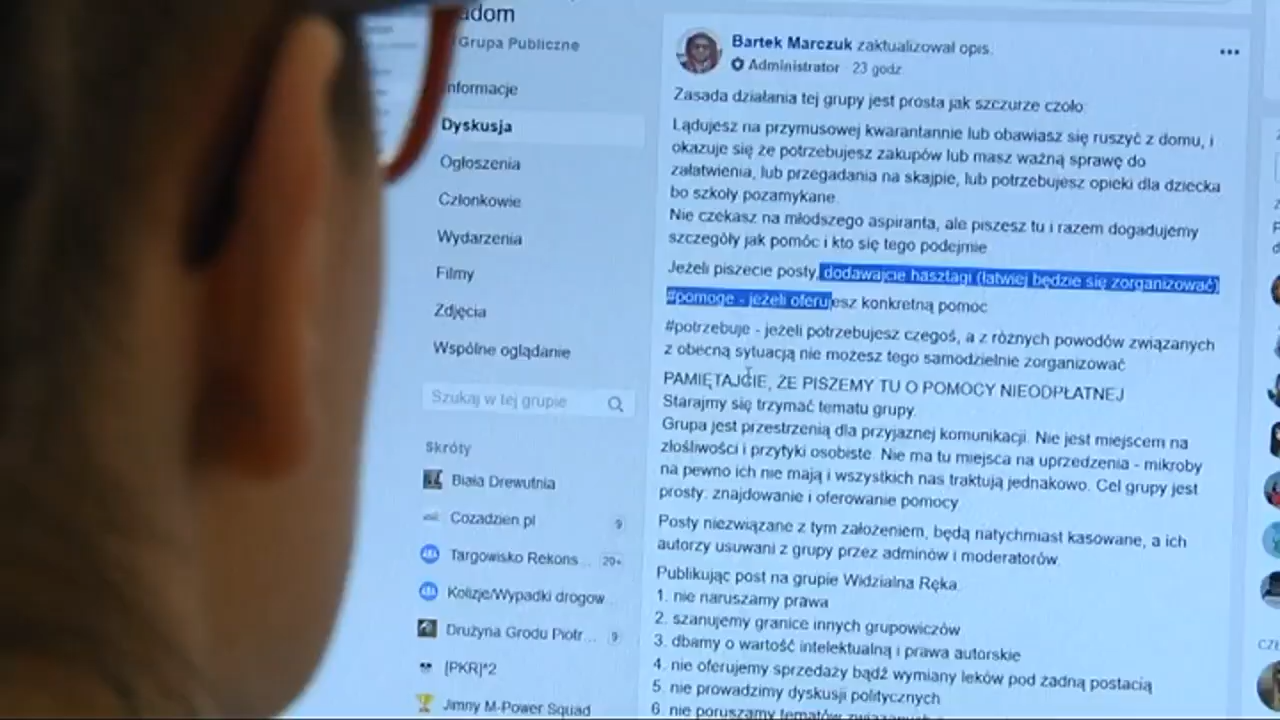 adom
Grupa Publiczne
Informacje
Dyskusja
Ogłoszenia
Członkowie
Wydarzenia
Filmy
Zdjęcia
Wspólne oglądanie
Szukaj w tej grupie
Skróty
Biała Drewutnia
Cozadzien.pl 9
Targowisko Rekons... 20+
Kolizje/Wypadki drogow...
Drużyna Grodu Piotr... 9
[PKR]*2
Jimny M-Power Squad
Bartek Marczuk zaktualizował opis.
Administrator · 23 godz.
Zasada działania tej grupy jest prosta jak szczurze czoło:
Lądujesz na przymusowej kwarantannie lub obawiasz się ruszyć z domu, i
okazuje się że potrzebujesz zakupów lub masz ważną sprawę do
załatwienia, lub przegadania na skajpie, lub potrzebujesz opieki dla dziecka
bo szkoły pozamykane.
Nie czekasz na młodszego aspiranta, ale piszesz tu i razem dogadujemy
szczegóły jak pomóc i kto się tego podejmie
Jeżeli piszecie posty, dodawajcie hasztagi (łatwiej będzie się zorganizować)
#pomoge - jeżeli oferujesz konkretną pomoc
#potrzebuje - jeżeli potrzebujesz czegoś, a z różnych powodów związanych
z obecną sytuacją nie możesz tego samodzielnie zorganizować
PAMIĘTAJCIE, ŻE PISZEMY TU O POMOCY NIEODPŁATNEJ
Starajmy się trzymać tematu grupy.
Grupa jest przestrzenią dla przyjaznej komunikacji. Nie jest miejscem na
złośliwości i przytyki osobiste. Nie ma tu miejsca na uprzedzenia - mikroby
na pewno ich nie mają i wszystkich nas traktują jednakowo. Cel grupy jest
prosty: znajdowanie i oferowanie pomocy
Posty niezwiązane z tym założeniem, będą natychmiast kasowane, a ich
autorzy usuwani z grupy przez adminów i moderatorów.
Publikując post na grupie Widzialna Ręka:
1. nie naruszamy prawa
2. szanujemy granice innych grupowiczów
3. dbamy o wartość intelektualną i prawa autorskie
4. nie oferujemy sprzedaży bądź wymiany leków pod żadną postacią
5. nie prowadzimy dyskusji politycznych
6. nie poruszamy tematów związanych